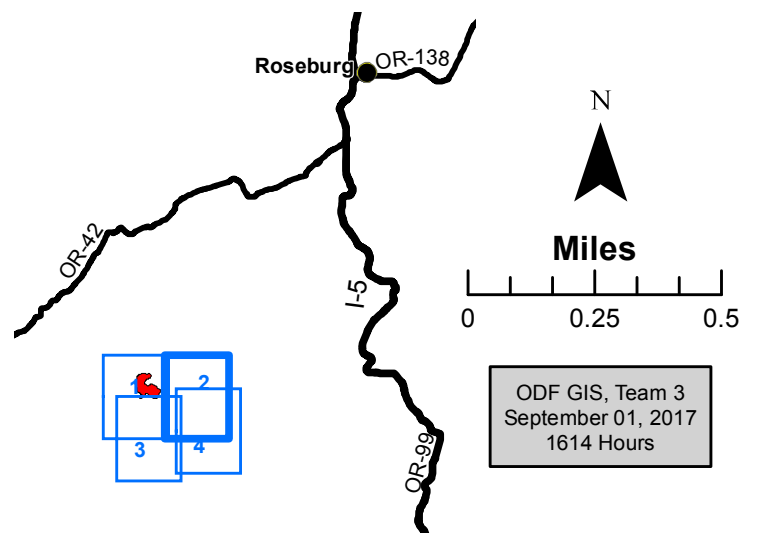 Roseburg
OR-138
N
OR-42
Miles
I-5
0 0.25 0.5
1 2
3 4
OR-99
ODF GIS, Team 3
September 01, 2017
1614 Hours